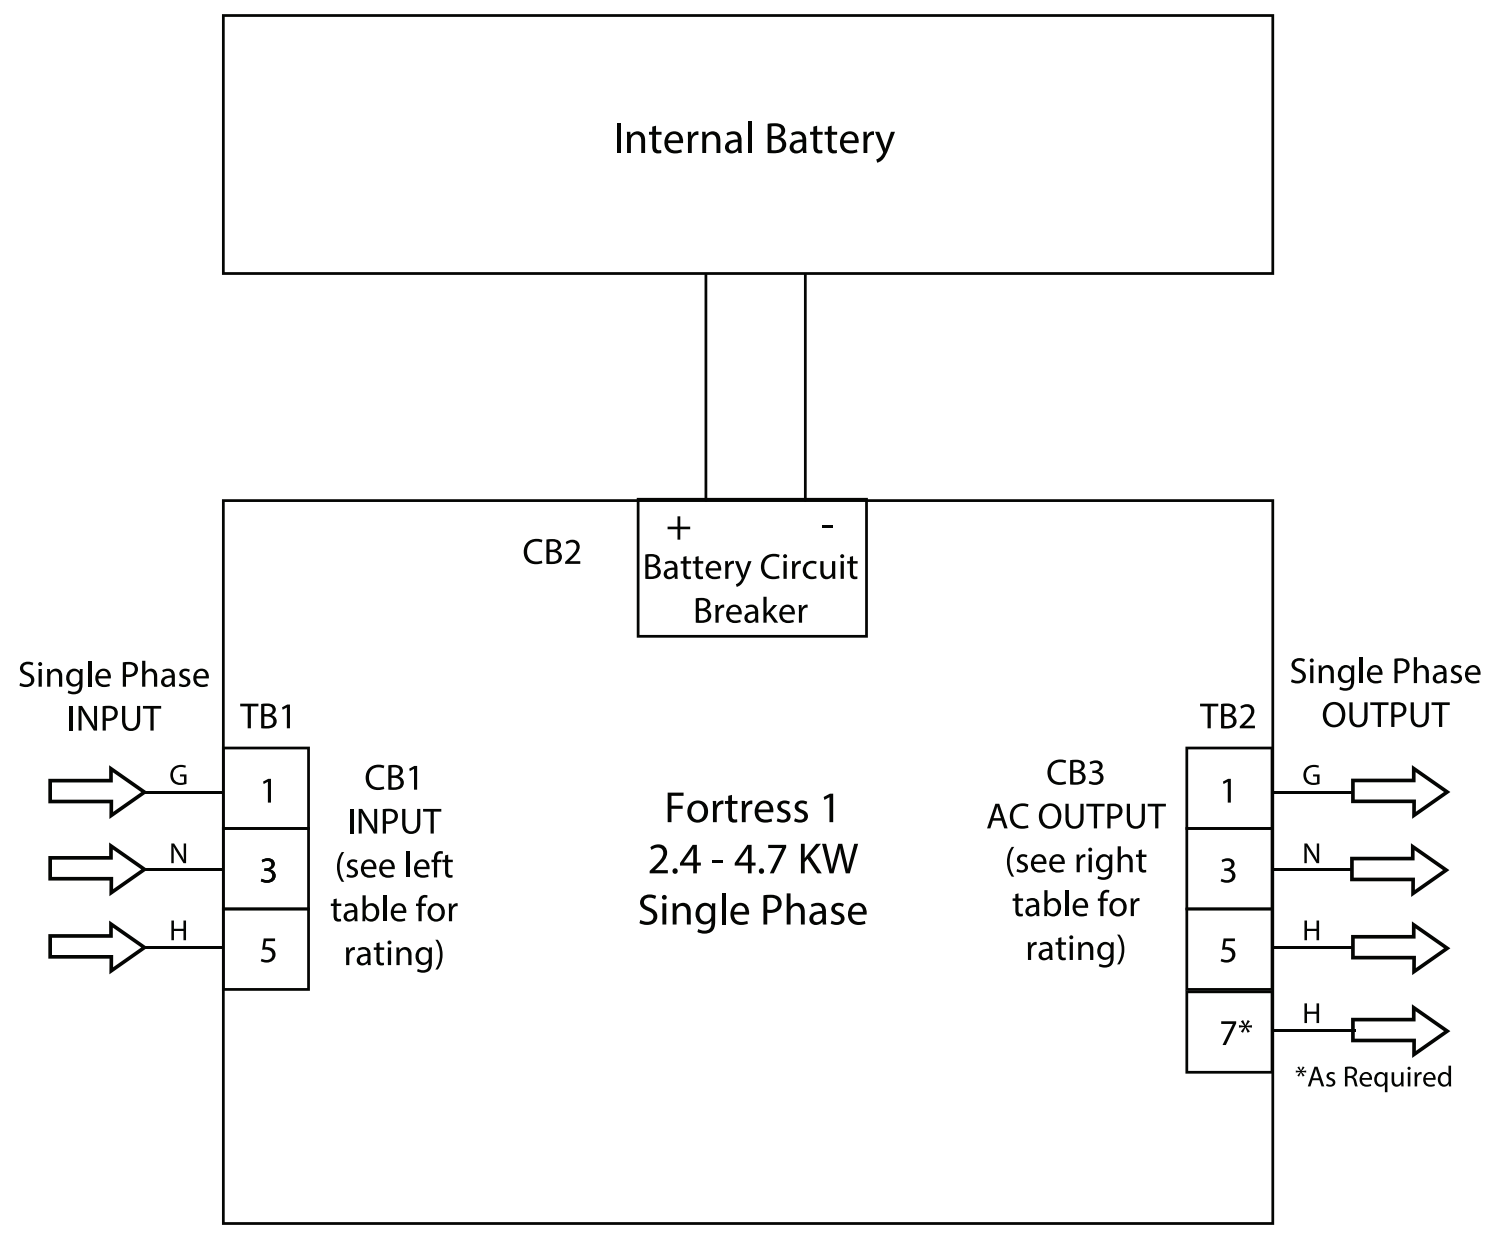 Internal Battery
+ -
CB2
Battery Circuit
Breaker
Single Phase
INPUT
TB1
G
1
N
3
H
5
CB1
INPUT
(see left
table for
rating)
Fortress 1
2.4 - 4.7 KW
Single Phase
CB3
AC OUTPUT
(see right
table for
rating)
TB2
Single Phase
OUTPUT
1
G
3
N
5
H
7*
H
*As Required